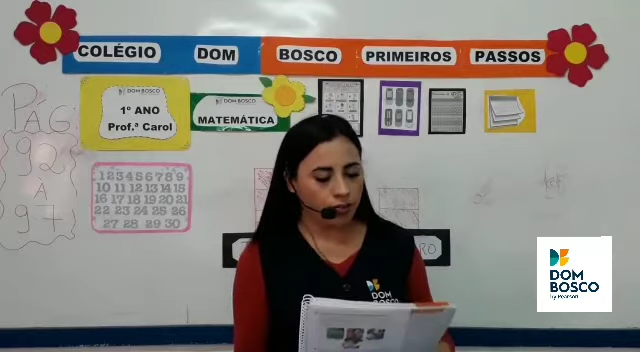 COLÉGIO DOM BOSCO PRIMEIROS PASSOS
DOM BOSCO
1º ANO
Prof.ª Carol
DOM BOSCO
MATEMÁTICA
PÁG
92
A
97
1 2 3 4 5 6 7 8 9
10 11 12 13 14 15
16 17 18 19 20 21
22 23 24 25 26
27 28 29 30
DOM
BOSCO
DOM
BOSCO
by Pearson